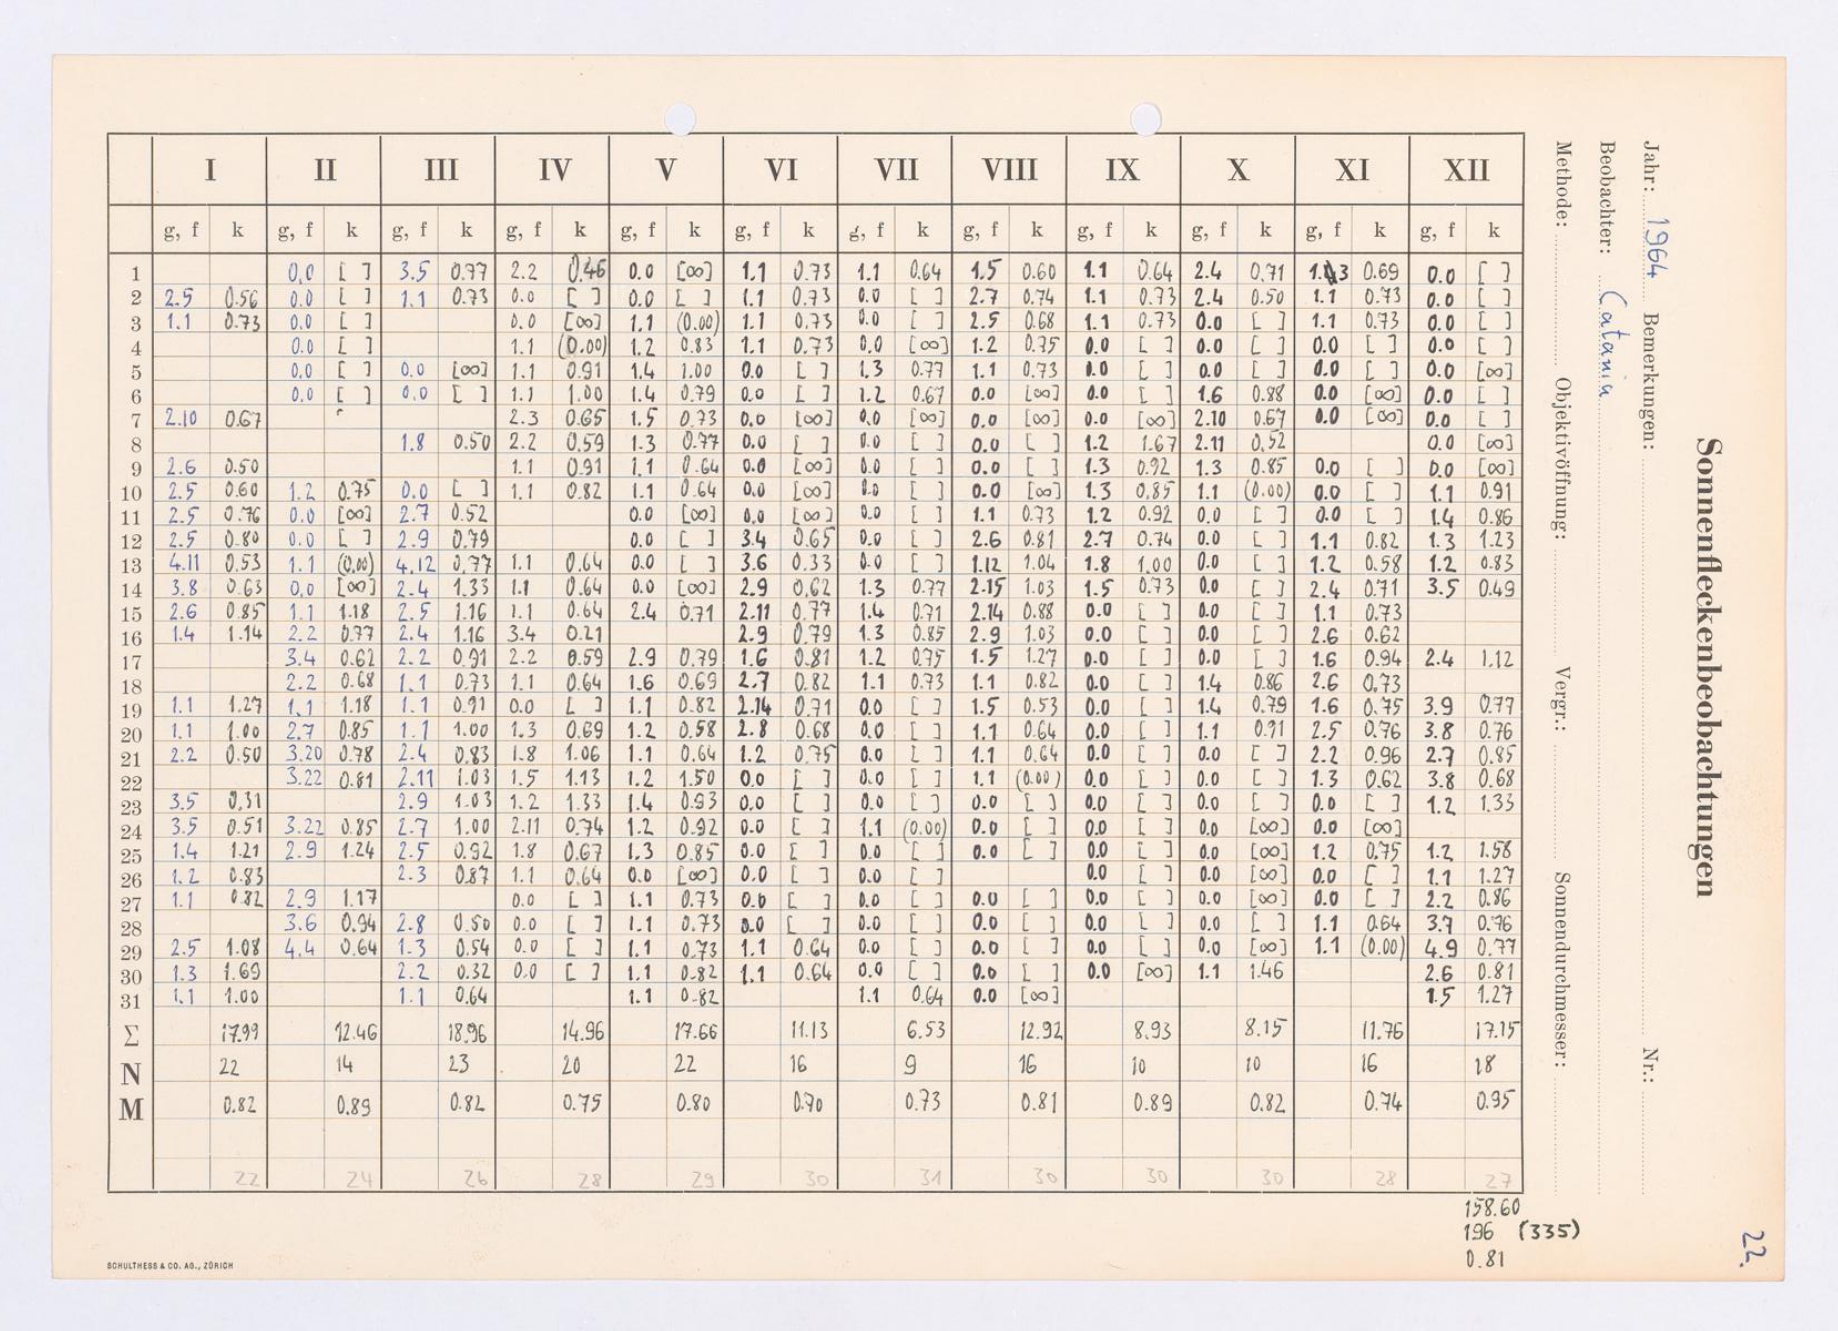 I II III IV V VI VII VIII IX X XI XII
g, f k g, f k g, f k g, f k g, f k g, f k g, f k g, f k g, f k g, f k g, f k g, f k
1 0.0 [ ] 3.5 0.77 2.2 0.46 0.0 [∞] 1.1 0.73 1.1 0.64 1.5 0.60 1.1 0.64 2.4 0.71 1.3 0.69 0.0 [ ]
2 2.5 0.56 0.0 [ ] 1.1 0.73 0.0 [ ] 0.0 [ ] 1.1 0.73 0.0 [ ] 2.7 0.74 1.1 0.73 2.4 0.50 1.1 0.73 0.0 [ ]
3 1.1 0.73 0.0 [ ] 0.0 [∞] 1.1 (0.00) 1.1 0.73 0.0 [ ] 2.5 0.68 1.1 0.73 0.0 [ ] 1.1 0.73 0.0 [ ]
4 0.0 [ ] 1.1 (0.00) 1.2 0.83 1.1 0.73 0.0 [∞] 1.2 0.75 0.0 [ ] 0.0 [ ] 0.0 [ ] 0.0 [ ]
5 0.0 [ ] 0.0 [∞] 1.1 0.91 1.4 1.00 0.0 [ ] 1.3 0.77 1.1 0.73 0.0 [ ] 0.0 [ ] 0.0 [ ] 0.0 [∞]
6 0.0 [ ] 0.0 [ ] 1.1 1.00 1.4 0.79 0.0 [ ] 1.2 0.67 0.0 [∞] 0.0 [ ] 1.6 0.88 0.0 [∞] 0.0 [ ]
7 2.10 0.67 2.3 0.65 1.5 0.73 0.0 [∞] 0.0 [∞] 0.0 [∞] 0.0 [∞] 2.10 0.67 0.0 [∞] 0.0 [ ]
8 1.8 0.50 2.2 0.59 1.3 0.77 0.0 [ ] 0.0 [ ] 0.0 [ ] 1.2 1.67 2.11 0.52 0.0 [∞]
9 2.6 0.50 1.1 0.91 1.1 0.64 0.0 [∞] 0.0 [ ] 0.0 [ ] 1.3 0.92 1.3 0.85 0.0 [ ] 0.0 [∞]
10 2.5 0.60 1.2 0.75 0.0 [ ] 1.1 0.82 1.1 0.64 0.0 [∞] 0.0 [ ] 0.0 [∞] 1.3 0.85 1.1 (0.00) 0.0 [ ] 1.1 0.91
11 2.5 0.76 0.0 [∞] 2.7 0.52 0.0 [∞] 0.0 [∞] 0.0 [ ] 1.1 0.73 1.2 0.92 0.0 [ ] 0.0 [ ] 1.4 0.86
12 2.5 0.80 0.0 [ ] 2.9 0.79 0.0 [ ] 3.4 0.65 0.0 [ ] 2.6 0.81 2.7 0.74 0.0 [ ] 1.1 0.82 1.3 1.23
13 4.11 0.53 1.1 (0.00) 4.12 0.77 1.1 0.64 0.0 [ ] 3.6 0.33 0.0 [ ] 1.12 1.04 1.8 1.00 0.0 [ ] 1.2 0.58 1.2 0.83
14 3.8 0.63 0.0 [∞] 2.4 1.33 1.1 0.64 0.0 [∞] 2.9 0.62 1.3 0.77 2.15 1.03 1.5 0.73 0.0 [ ] 2.4 0.71 3.5 0.49
15 2.6 0.85 1.1 1.18 2.5 1.16 1.1 0.64 2.4 0.71 2.11 0.77 1.4 0.71 2.14 0.88 0.0 [ ] 0.0 [ ] 1.1 0.73
16 1.4 1.14 2.2 0.77 2.4 1.16 3.4 0.21 2.9 0.79 1.3 0.85 2.9 1.03 0.0 [ ] 0.0 [ ] 2.6 0.62
17 3.4 0.62 2.2 0.91 2.2 0.59 2.9 0.79 1.6 0.81 1.2 0.75 1.5 1.27 0.0 [ ] 0.0 [ ] 1.6 0.94 2.4 1.12
18 2.2 0.68 1.1 0.73 1.1 0.64 1.6 0.69 2.7 0.82 1.1 0.73 1.1 0.82 0.0 [ ] 1.4 0.86 2.6 0.73
19 1.1 1.27 1.1 1.18 1.1 0.91 0.0 [ ] 1.1 0.82 2.14 0.71 0.0 [ ] 1.5 0.53 0.0 [ ] 1.4 0.79 1.6 0.75 3.9 0.77
20 1.1 1.00 2.7 0.85 1.1 1.00 1.3 0.69 1.2 0.58 2.8 0.68 0.0 [ ] 1.1 0.64 0.0 [ ] 1.1 0.91 2.5 0.76 3.8 0.76
21 2.2 0.50 3.20 0.78 2.4 0.83 1.8 1.06 1.1 0.64 1.2 0.75 0.0 [ ] 1.1 0.64 0.0 [ ] 0.0 [ ] 2.2 0.96 2.7 0.85
22 3.22 0.81 2.11 1.03 1.5 1.13 1.2 1.50 0.0 [ ] 0.0 [ ] 1.1 (0.00) 0.0 [ ] 0.0 [ ] 1.3 0.62 3.8 0.68
23 3.5 0.31 2.9 1.03 1.2 1.33 1.4 0.93 0.0 [ ] 0.0 [ ] 0.0 [ ] 0.0 [ ] 0.0 [ ] 0.0 [ ] 1.2 1.33
24 3.5 0.51 3.22 0.85 2.7 1.00 2.11 0.74 1.2 0.92 0.0 [ ] 1.1 (0.00) 0.0 [ ] 0.0 [ ] 0.0 [∞] 0.0 [∞]
25 1.4 1.21 2.9 1.24 2.5 0.92 1.8 0.67 1.3 0.85 0.0 [ ] 0.0 [ ] 0.0 [ ] 0.0 [ ] 0.0 [∞] 1.2 0.75 1.2 1.58
26 1.2 0.83 2.3 0.87 1.1 0.64 0.0 [∞] 0.0 [ ] 0.0 [ ] 0.0 [ ] 0.0 [∞] 0.0 [ ] 1.1 1.27
27 1.1 0.82 2.9 1.17 0.0 [ ] 1.1 0.73 0.0 [ ] 0.0 [ ] 0.0 [ ] 0.0 [ ] 0.0 [∞] 0.0 [ ] 2.2 0.86
28 3.6 0.94 2.8 0.50 0.0 [ ] 1.1 0.73 0.0 [ ] 0.0 [ ] 0.0 [ ] 0.0 [ ] 0.0 [ ] 1.1 0.64 3.7 0.76
29 2.5 1.08 4.4 0.64 1.3 0.54 0.0 [ ] 1.1 0.73 1.1 0.64 0.0 [ ] 0.0 [ ] 0.0 [ ] 0.0 [∞] 1.1 (0.00) 4.9 0.77
30 1.3 1.69 2.2 0.32 0.0 [ ] 1.1 0.82 1.1 0.64 0.0 [ ] 0.0 [ ] 0.0 [∞] 1.1 1.46 2.6 0.81
31 1.1 1.00 1.1 0.64 1.1 0.82 1.1 0.64 0.0 [∞] 1.5 1.27
Σ 17.99 12.46 18.96 14.96 17.66 11.13 6.53 12.92 8.93 8.15 11.76 17.15
N 22 14 23 20 22 16 9 16 10 10 16 18
M 0.82 0.89 0.82 0.75 0.80 0.70 0.73 0.81 0.89 0.82 0.74 0.95
22 24 26 28 29 30 31 30 30 30 28 27
158.60
196 (335)
0.81
SCHULTHESS & CO. AG., ZÜRICH
Sonnenfleckenbeobachtungen
Jahr: 1964 Bemerkungen: Nr.:
Beobachter: Catania
Methode: Objektivöffnung: Vergr.: Sonnendurchmesser:
22.